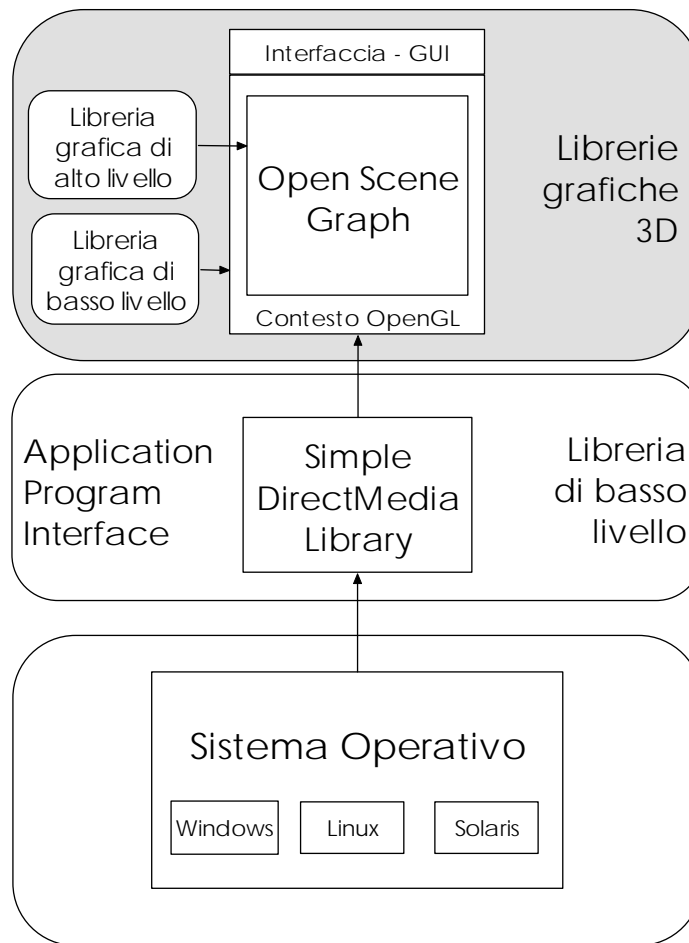 Interfaccia - GUI
Libreria
grafica di
alto livello
Open Scene
Graph
Librerie
grafiche
3D
Libreria
grafica di
basso livello
Contesto OpenGL
Application
Program
Interface
Simple
DirectMedia
Library
Libreria
di basso
livello
Sistema Operativo
Windows
Linux
Solaris